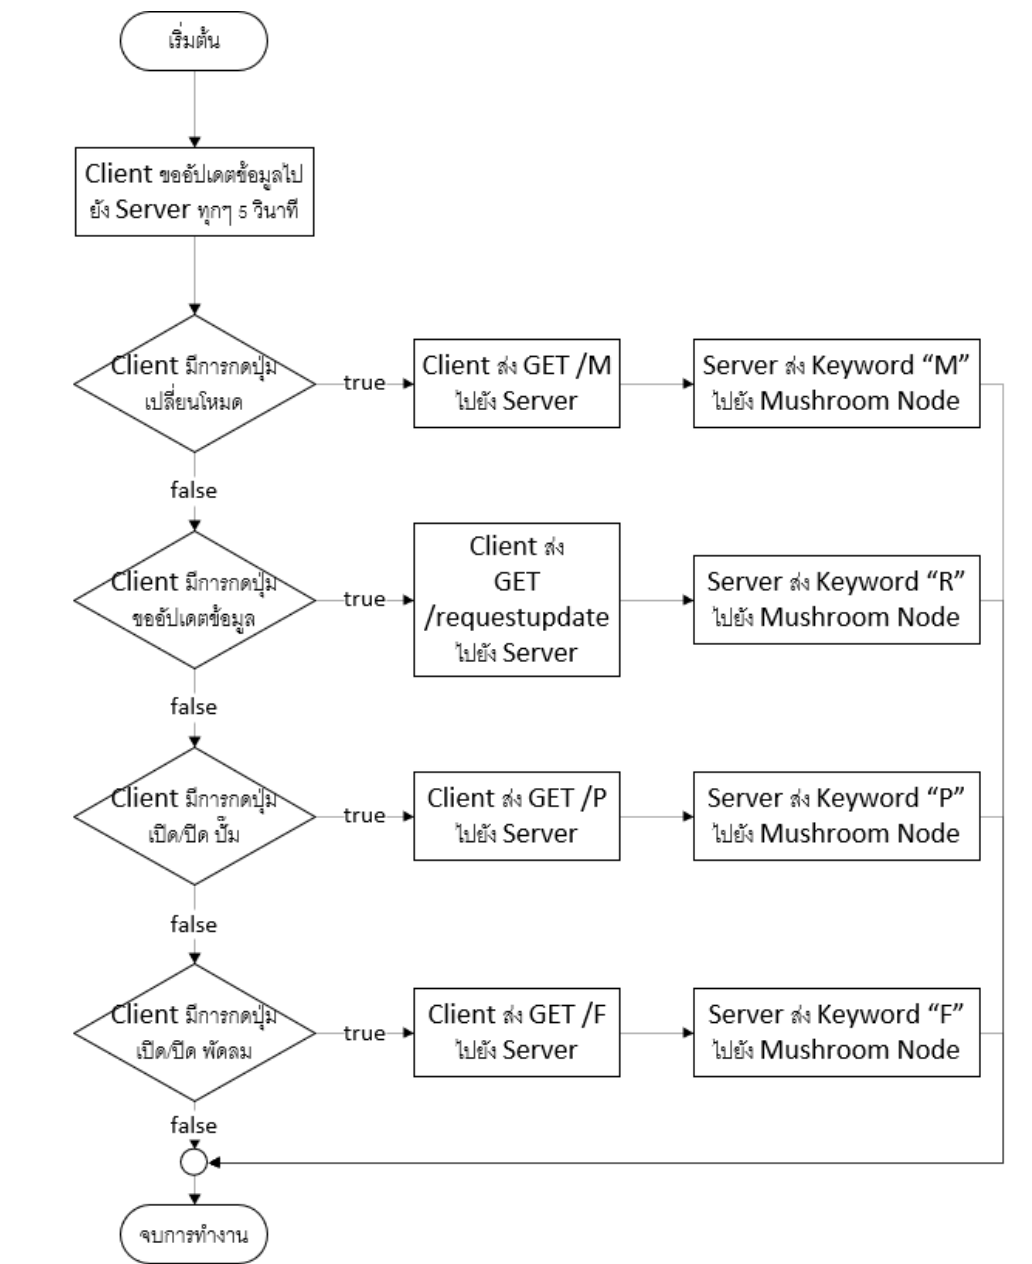 เริ่มต้น
Client ขออัปเดตข้อมูลไป
ยัง Server ทุกๆ 5 วินาที
Client มีการกดปุ่ม
เปลี่ยนโหมด
true
Client ส่ง GET /M
ไปยัง Server
Server ส่ง Keyword “M”
ไปยัง Mushroom Node
false
Client มีการกดปุ่ม
ขออัปเดตข้อมูล
true
Client ส่ง
GET
/requestupdate
ไปยัง Server
Server ส่ง Keyword “R”
ไปยัง Mushroom Node
false
Client มีการกดปุ่ม
เปิด/ปิด ปั๊ม
true
Client ส่ง GET /P
ไปยัง Server
Server ส่ง Keyword “P”
ไปยัง Mushroom Node
false
Client มีการกดปุ่ม
เปิด/ปิด พัดลม
true
Client ส่ง GET /F
ไปยัง Server
Server ส่ง Keyword “F”
ไปยัง Mushroom Node
false
จบการทำงาน